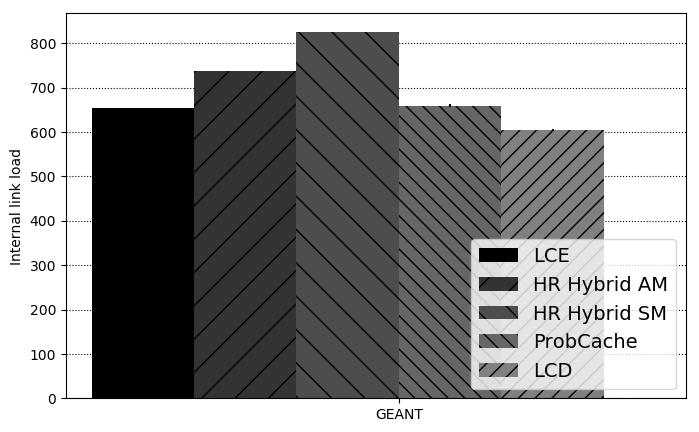 Internal link load
800
700
600
500
400
300
200
100
0
GEANT
LCE
HR Hybrid AM
HR Hybrid SM
ProbCache
LCD